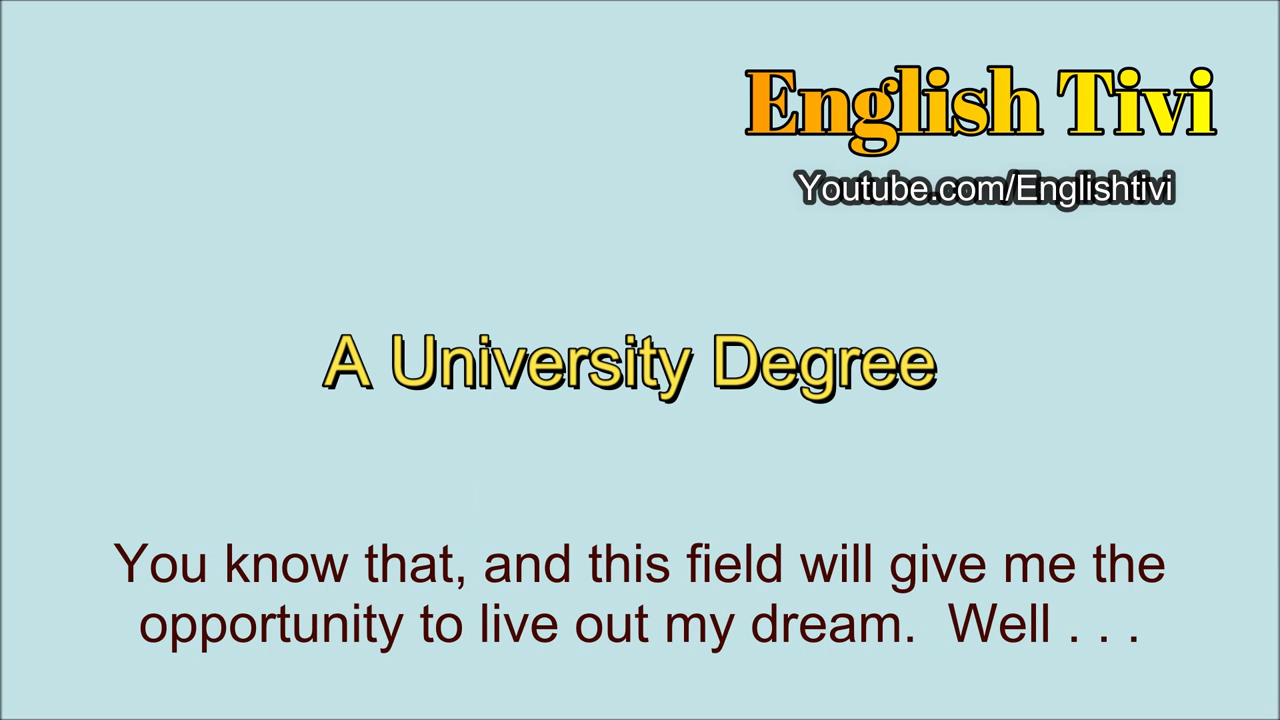 English Tivi
Youtube.com/Englishtivi
A University Degree
You know that, and this field will give me the
opportunity to live out my dream.  Well . . .